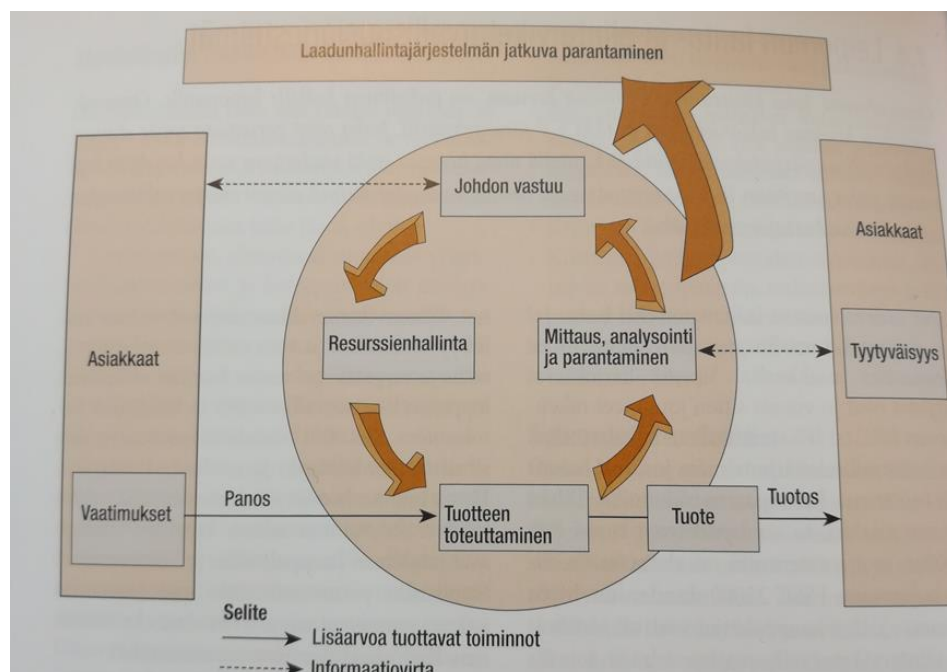 Laadunhallintajärjestelmän jatkuva parantaminen
Johdon vastuu
Asiakkaat
Resurssienhallinta
Mittaus, analysointi
ja parantaminen
Asiakkaat
Tyytyväisyys
Vaatimukset
Panos
Tuotteen
toteuttaminen
Tuote
Tuotos
Selite
Lisäarvoa tuottavat toiminnot
Informaatiovirta